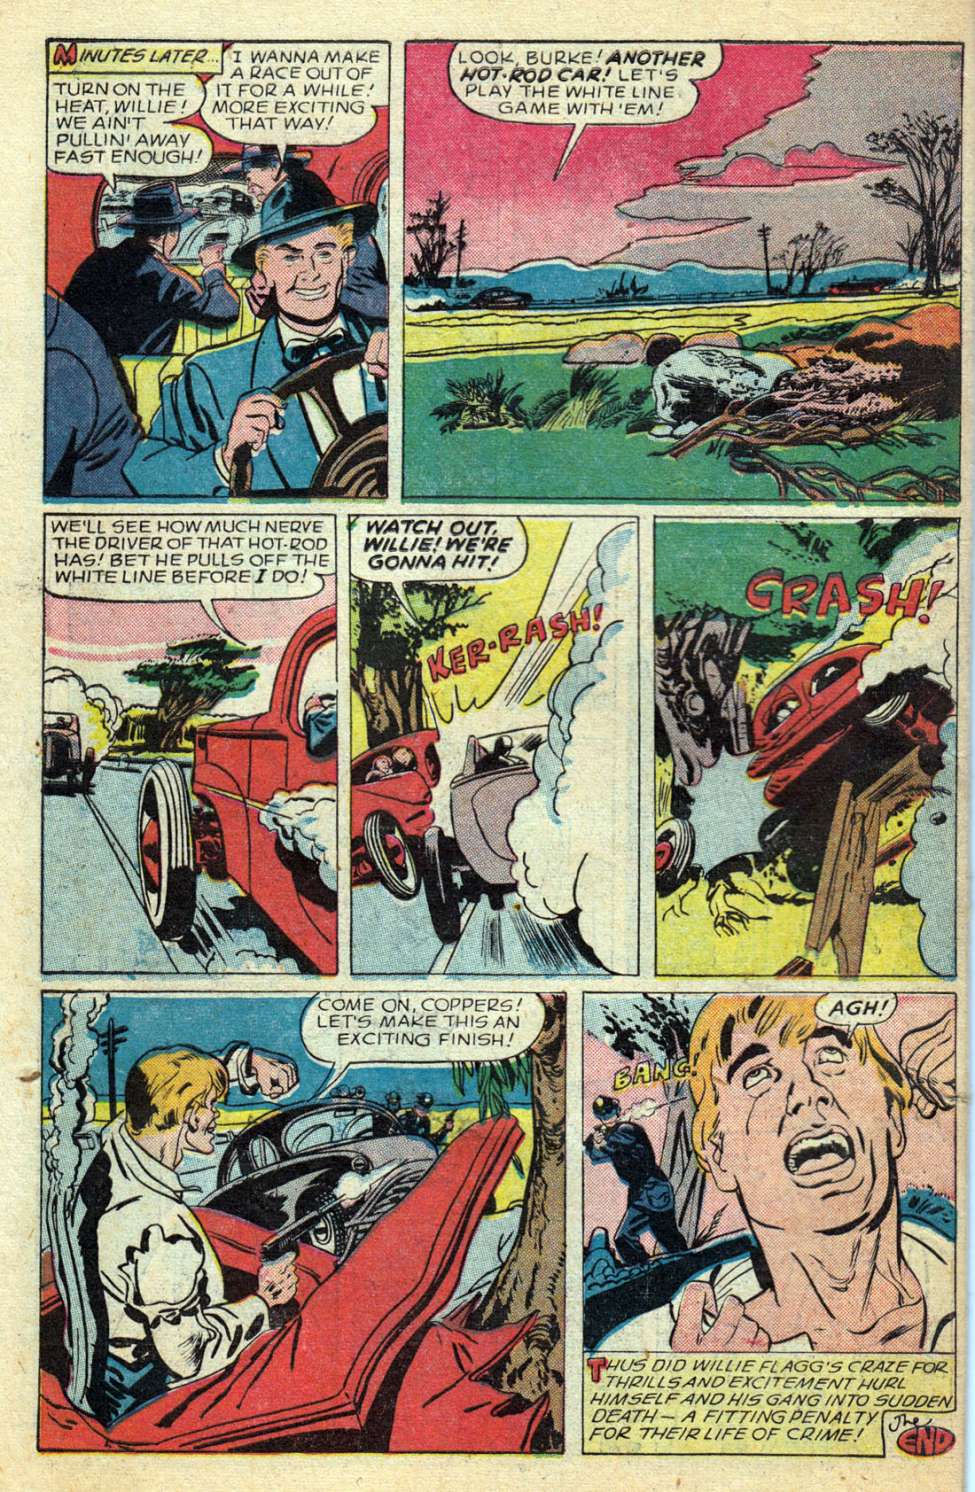 MINUTES LATER...
TURN ON THE
HEAT, WILLIE!
WE AIN'T
PULLIN' AWAY
FAST ENOUGH!
I WANNA MAKE
A RACE OUT OF
IT FOR A WHILE!
MORE EXCITING
THAT WAY!
LOOK, BURKE! ANOTHER
HOT-ROD CAR! LET'S
PLAY THE WHITE LINE
GAME WITH 'EM!
WE'LL SEE HOW MUCH NERVE
THE DRIVER OF THAT HOT-ROD
HAS! BET HE PULLS OFF THE
WHITE LINE BEFORE I DO!
WATCH OUT,
WILLIE! WE'RE
GONNA HIT!
KER-RASH!
CRASH!
COME ON, COPPERS!
LET'S MAKE THIS AN
EXCITING FINISH!
BANG!
AGH!
THUS DID WILLIE FLAGG'S CRAZE FOR
THRILLS AND EXCITEMENT HURL
HIMSELF AND HIS GANG INTO SUDDEN
DEATH — A FITTING PENALTY
FOR THEIR LIFE OF CRIME!
The
END